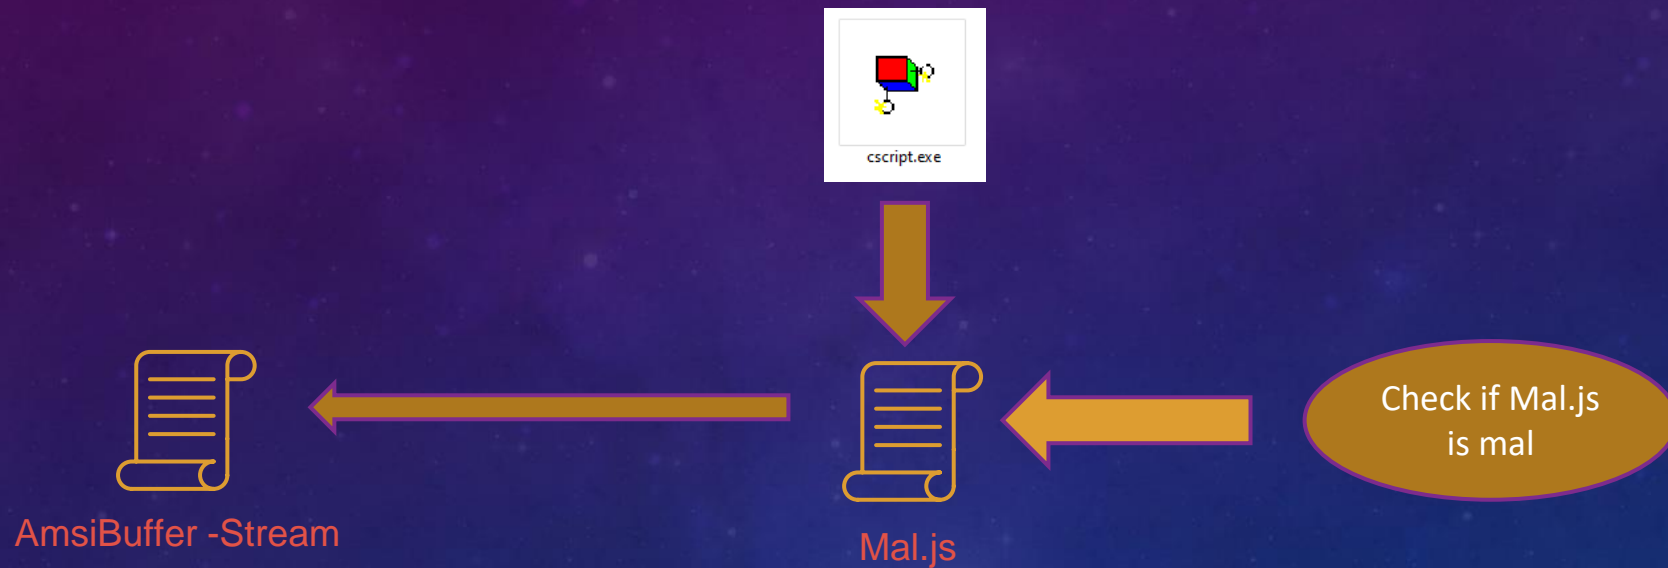 cscript.exe
Check if Mal.js
is mal
AmsiBuffer -Stream
Mal.js